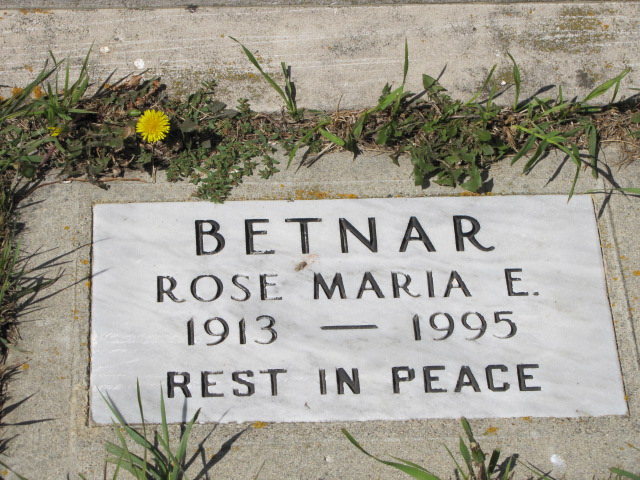 BETNAR
ROSE MARIA E.
1913 — 1995
REST IN PEACE